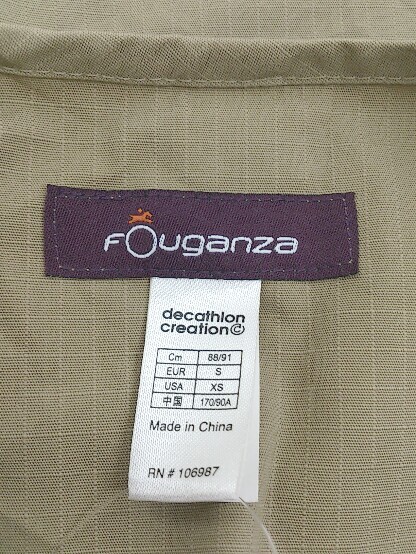 fOuganza
decathlon
creation©
Cm 88/91
EUR S
USA XS
中国 170/90A
Made in China
RN # 106987